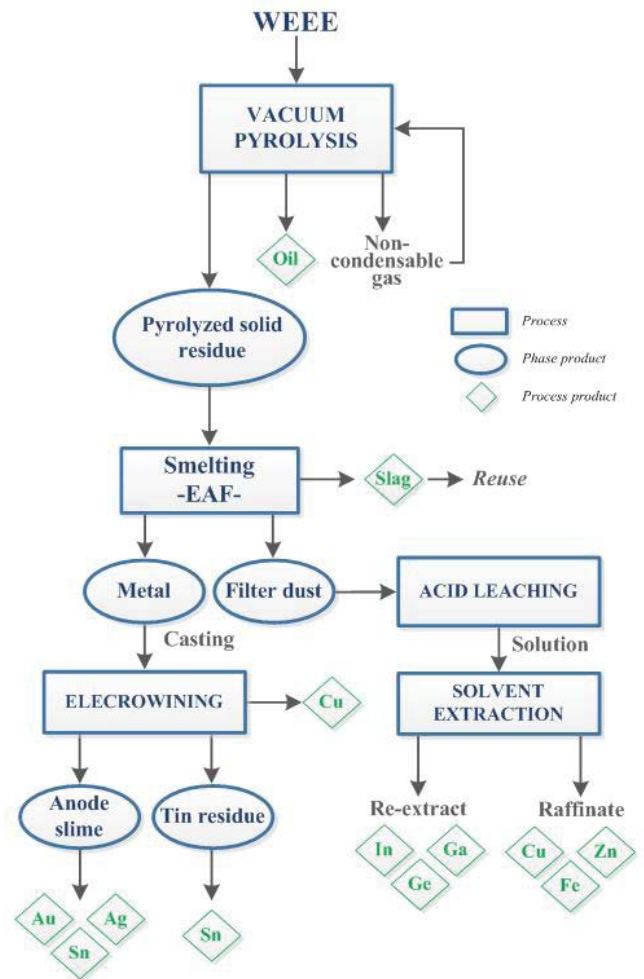 WEEE
VACUUM
PYROLYSIS
Oil
Non-
condensable
gas
Pyrolyzed solid
residue
Process
Phase product
Process product
Smelting
-EAF-
Slag
Reuse
Metal
Filter dust
ACID LEACHING
Casting
Solution
ELECROWINING
Cu
SOLVENT
EXTRACTION
Anode
slime
Tin residue
Re-extract
Raffinate
In
Ga
Ge
Cu
Zn
Fe
Au
Ag
Sn
Sn